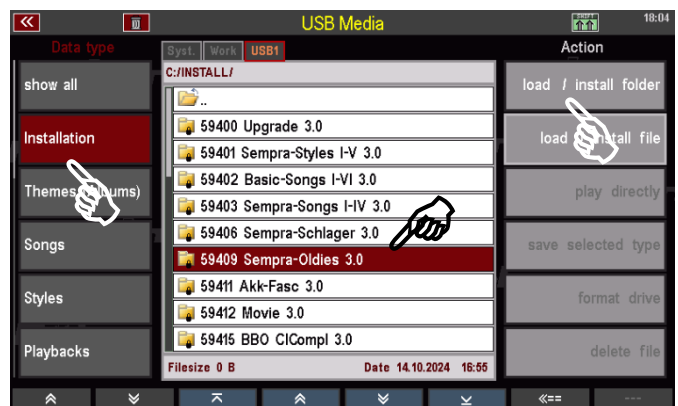 USB Media
SHIFT
18:04
Data type
Syst. Work USB1
Action
C:/INSTALL/
show all
Installation
Themes (Albums)
Songs
Styles
Playbacks
..
59400 Upgrade 3.0
59401 Sempra-Styles I-V 3.0
59402 Basic-Songs I-VI 3.0
59403 Sempra-Songs I-IV 3.0
59406 Sempra-Schlager 3.0
59409 Sempra-Oldies 3.0
59411 Akk-Fasc 3.0
59412 Movie 3.0
59415 BBO ClCompl 3.0
Filesize 0 B Date 14.10.2024 16:55
load / install folder
load / install file
play directly
save selected type
format drive
delete file
«==
---